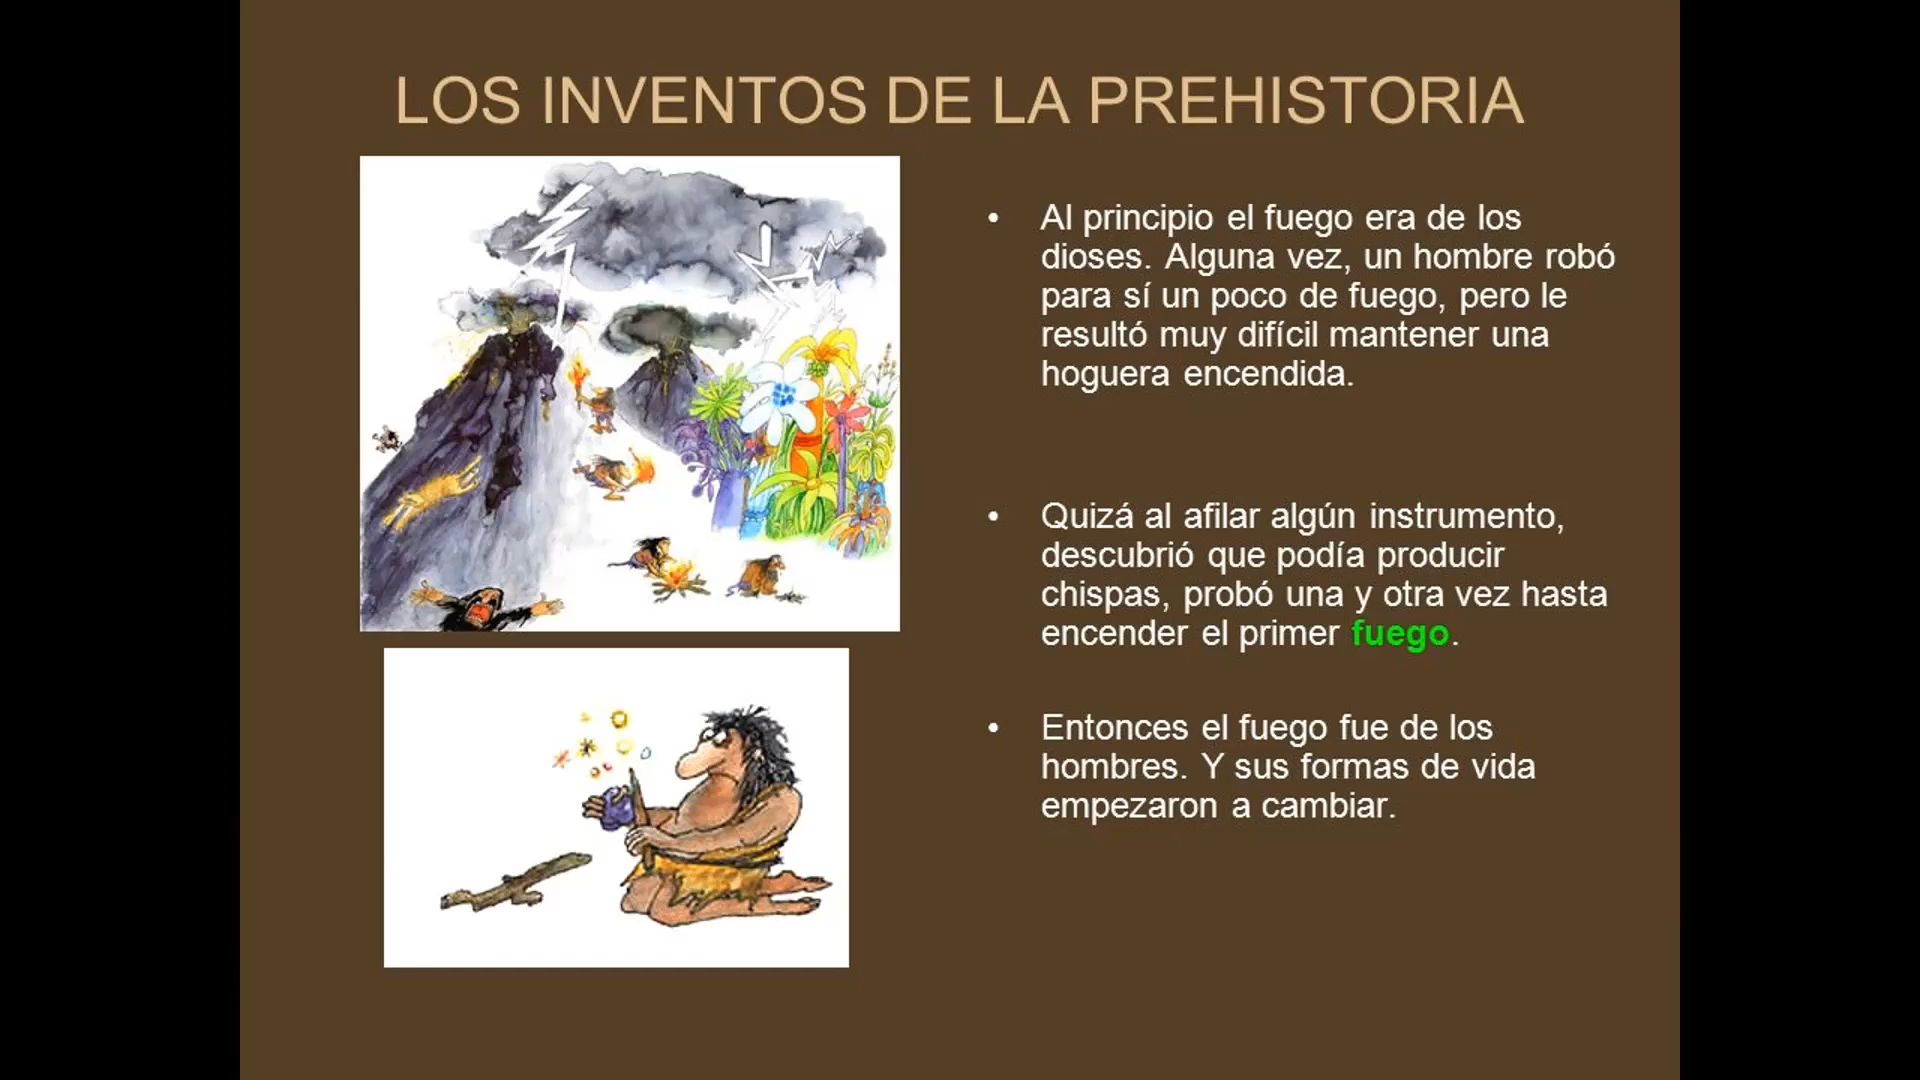 LOS INVENTOS DE LA PREHISTORIA
• Al principio el fuego era de los
dioses. Alguna vez, un hombre robó
para sí un poco de fuego, pero le
resultó muy difícil mantener una
hoguera encendida.
• Quizá al afilar algún instrumento,
descubrió que podía producir
chispas, probó una y otra vez hasta
encender el primer fuego.
• Entonces el fuego fue de los
hombres. Y sus formas de vida
empezaron a cambiar.